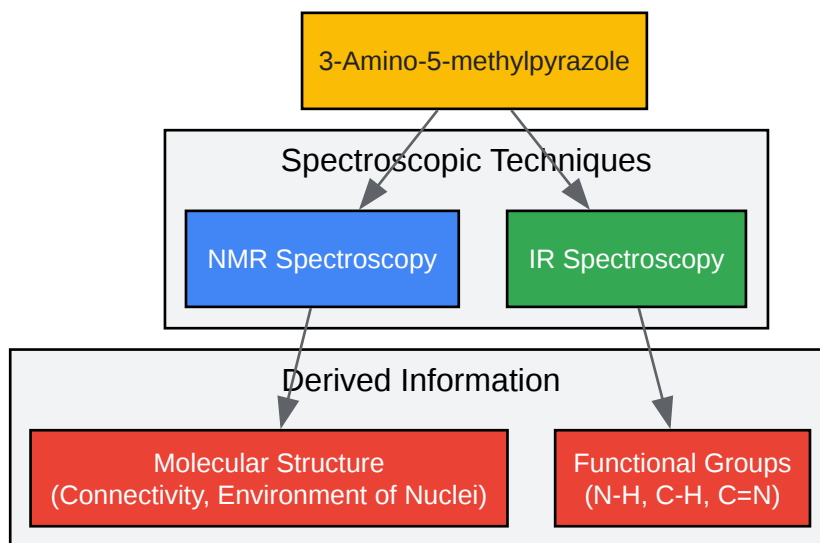 3-Amino-5-methylpyrazole
Spectroscopic Techniques
NMR Spectroscopy
IR Spectroscopy
Derived Information
Molecular Structure
(Connectivity, Environment of Nuclei)
Functional Groups
(N-H, C-H, C=N)